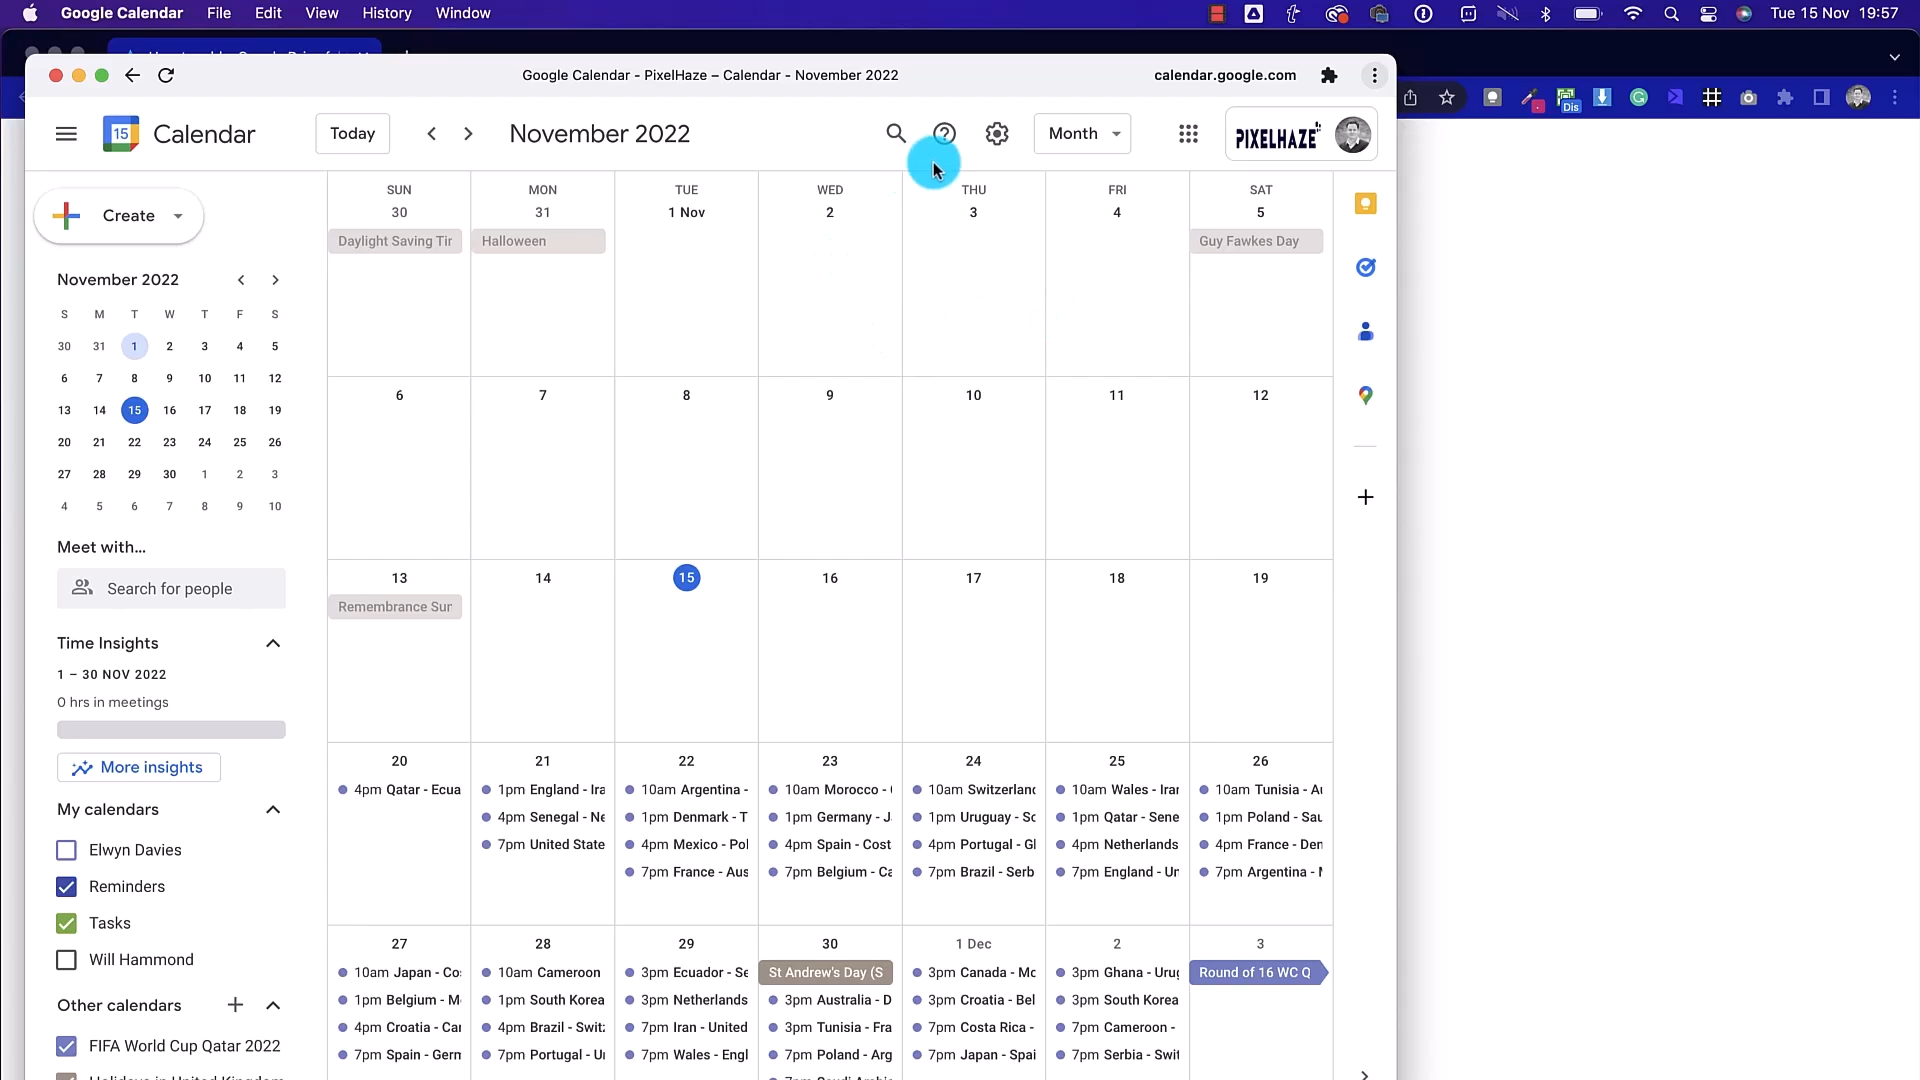 Google Calendar File Edit View History Window Tue 15 Nov 19:57
Google Calendar - PixelHaze – Calendar - November 2022
calendar.google.com
15 Calendar
Today
November 2022
Month
PIXELHAZE
Dis
Create
November 2022
S M T W T F S
30 31 1 2 3 4 5
6 7 8 9 10 11 12
13 14 15 16 17 18 19
20 21 22 23 24 25 26
27 28 29 30 1 2 3
4 5 6 7 8 9 10
Meet with...
Search for people
Time Insights
1 – 30 NOV 2022
0 hrs in meetings
More insights
My calendars
Elwyn Davies
Reminders
Tasks
Will Hammond
Other calendars
FIFA World Cup Qatar 2022
Holidays in United Kingdom
SUN MON TUE WED THU FRI SAT
30 31 1 Nov 2 3 4 5
Daylight Saving Tir Halloween Guy Fawkes Day
6 7 8 9 10 11 12
13 14 15 16 17 18 19
Remembrance Sur
20 21 22 23 24 25 26
4pm Qatar - Ecua 1pm England - Ira 10am Argentina - 10am Morocco - 10am Switzerland 10am Wales - Irar 10am Tunisia - Au
4pm Senegal - Ne 1pm Denmark - T 1pm Germany - J 1pm Uruguay - Sc 1pm Qatar - Sene 1pm Poland - Sau
7pm United State 4pm Mexico - Pol 4pm Spain - Cost 4pm Portugal - Gl 4pm Netherlands 4pm France - Den
7pm France - Aus 7pm Belgium - Ca 7pm Brazil - Serb 7pm England - Un 7pm Argentina - M
27 28 29 30 1 Dec 2 3
10am Japan - Co 10am Cameroon 3pm Ecuador - Se St Andrew's Day (S 3pm Canada - Mc 3pm Ghana - Urug Round of 16 WC Q
1pm Belgium - M 1pm South Korea 3pm Netherlands 3pm Australia - D 3pm Croatia - Bel 3pm South Korea
4pm Croatia - Car 4pm Brazil - Switz 7pm Iran - United 3pm Tunisia - Fra 7pm Costa Rica - 7pm Cameroon -
7pm Spain - Germ 7pm Portugal - U 7pm Wales - Engl 7pm Poland - Arg 7pm Japan - Spai 7pm Serbia - Swit